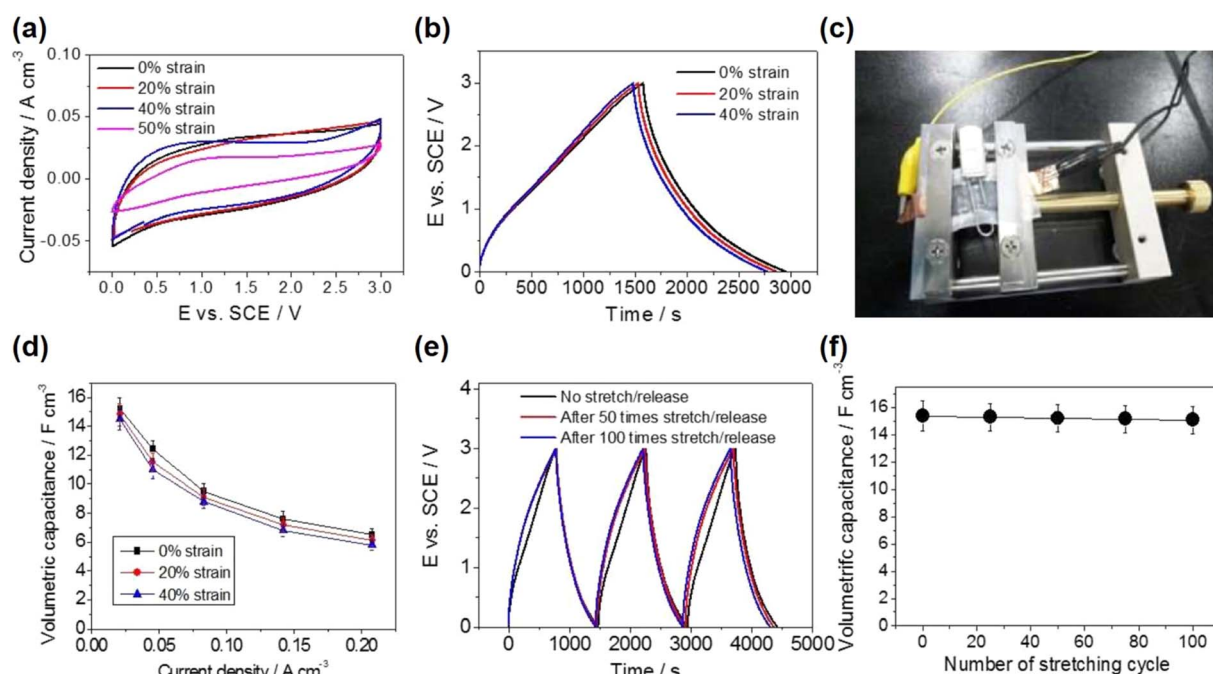 (a)
0.10
0.05
0.00
-0.05
Current density / A cm⁻³
0% strain
20% strain
40% strain
50% strain
0.0 0.5 1.0 1.5 2.0 2.5 3.0
E vs. SCE / V
(b)
4
3
2
1
0
E vs. SCE / V
0% strain
20% strain
40% strain
0 500 1000 1500 2000 2500 3000
Time / s
(c)
(d)
16
14
12
10
8
6
4
2
0
Volumetric capacitance / F cm⁻³
0% strain
20% strain
40% strain
0.00 0.05 0.10 0.15 0.20
Current density / A cm⁻³
(e)
4
3
2
1
0
E vs. SCE / V
No stretch/release
After 50 times stretch/release
After 100 times stretch/release
0 1000 2000 3000 4000 5000
Time / s
(f)
16
14
12
10
8
6
4
2
0
Volumetrifc capacitance / F cm⁻³
0 20 40 60 80 100
Number of stretching cycle